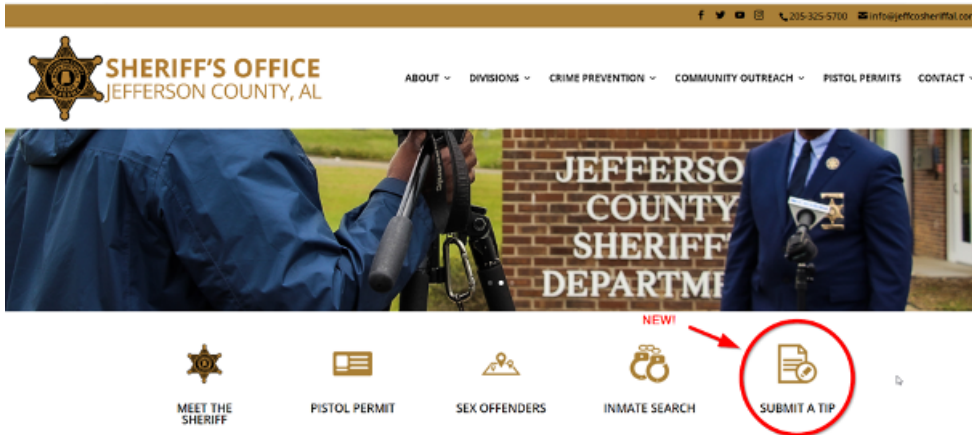 205-325-5700 info@jeffcosheriffal.co
SHERIFF'S OFFICE
JEFFERSON COUNTY, AL
ABOUT DIVISIONS CRIME PREVENTION COMMUNITY OUTREACH PISTOL PERMITS CONTACT
JEFFERSO
COUNTY
SHERIFF'
DEPARTME
NEW!
MEET THE
SHERIFF
PISTOL PERMIT
SEX OFFENDERS
INMATE SEARCH
SUBMIT A TIP